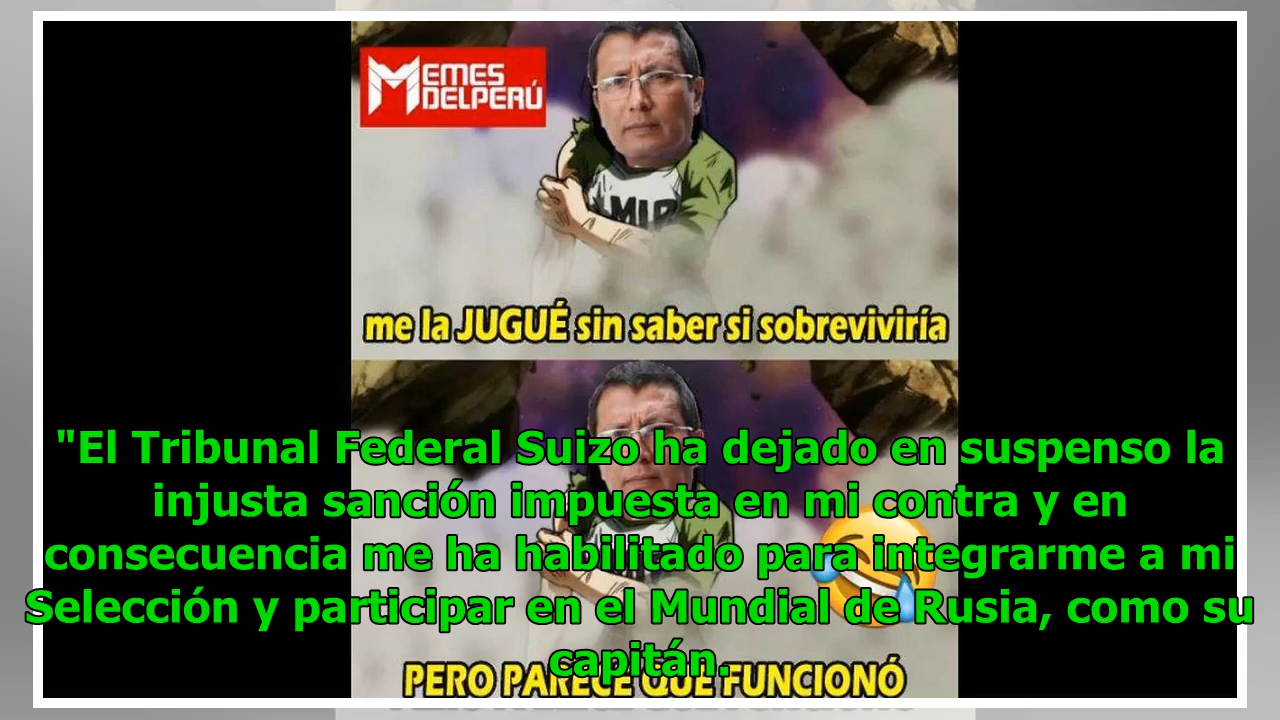 MEMES
DELPERÚ
me la JUGUÉ sin saber si sobreviviría
"El Tribunal Federal Suizo ha dejado en suspenso la
injusta sanción impuesta en mi contra y en
consecuencia me ha habilitado para integrarme a mi
Selección y participar en el Mundial de Rusia, como su
capitán.
PERO PARECE QUE FUNCIONÓ